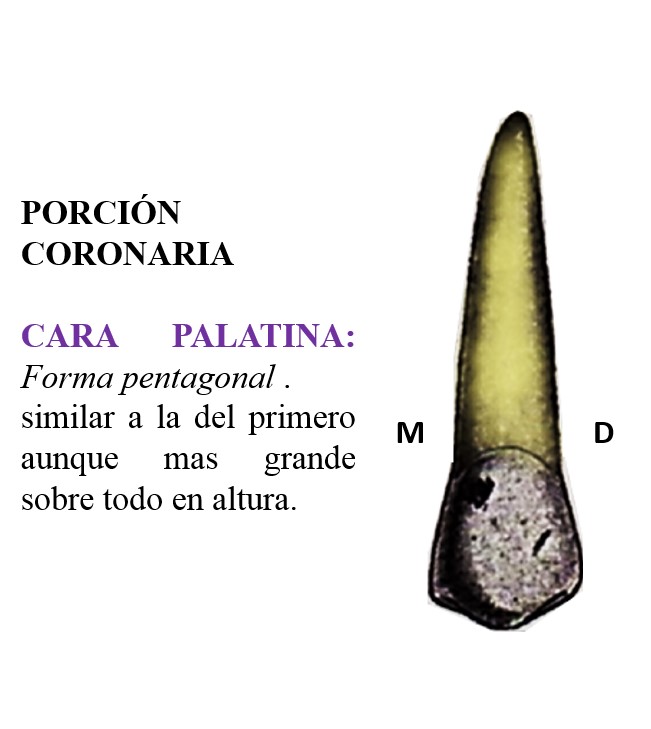 PORCIÓN
CORONARIA
CARA PALATINA:
Forma pentagonal .
similar a la del primero
aunque mas grande
sobre todo en altura.
M
D